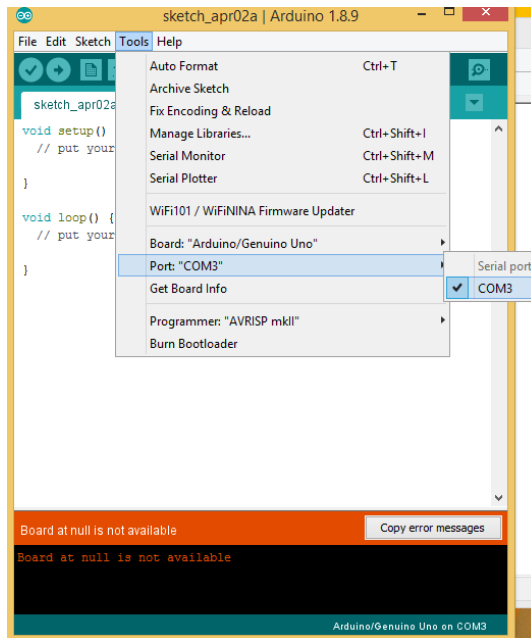 sketch_apr02a | Arduino 1.8.9
File Edit Sketch Tools Help
sketch_apr02a
Auto Format Ctrl+T
Archive Sketch
Fix Encoding & Reload
Manage Libraries... Ctrl+Shift+I
Serial Monitor Ctrl+Shift+M
Serial Plotter Ctrl+Shift+L
WiFi101 / WiFiNINA Firmware Updater
Board: "Arduino/Genuino Uno"
Port: "COM3"
Get Board Info
Programmer: "AVRISP mkII"
Burn Bootloader
Serial port
COM3
void setup()
// put your
}
void loop() {
// put your
}
Board at null is not available
Copy error messages
Board at null is not available
Arduino/Genuino Uno on COM3